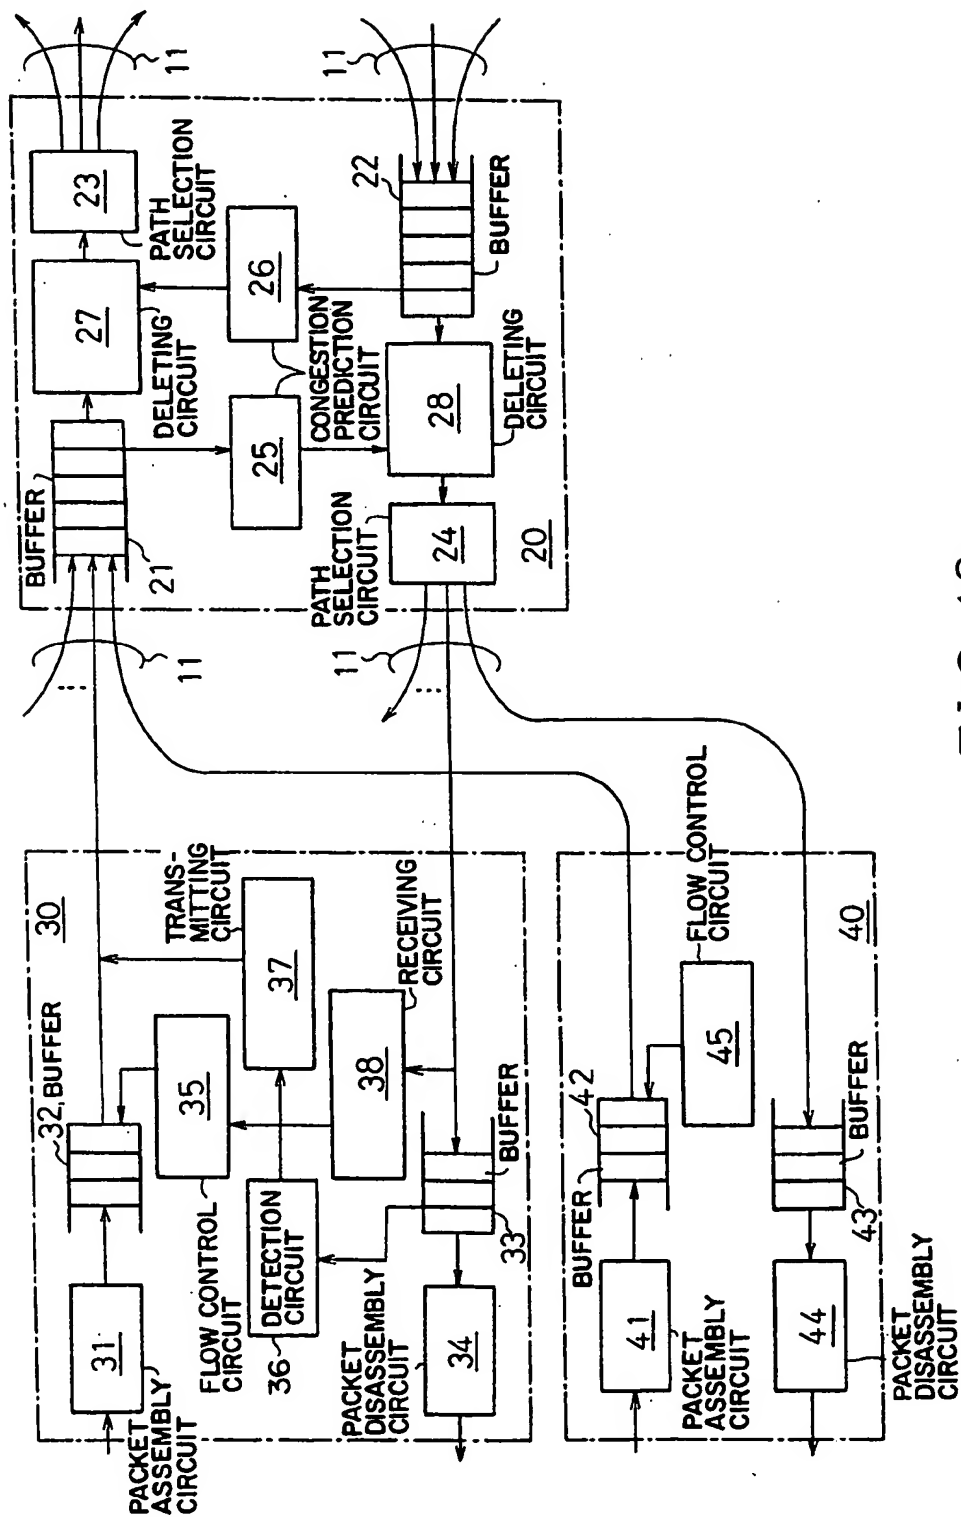 30
31
PACKET
ASSEMBLY
CIRCUIT
32, BUFFER
35
FLOW CONTROL
CIRCUIT
37
TRANS-
MITTING
CIRCUIT
36
DETECTION
CIRCUIT
38
RECEIVING
CIRCUIT
33
BUFFER
34
PACKET
DISASSEMBLY
CIRCUIT
40
41
PACKET
ASSEMBLY
CIRCUIT
42
BUFFER
45
FLOW CONTROL
CIRCUIT
43
BUFFER
44
PACKET
DISASSEMBLY
CIRCUIT
11
11
20
21
BUFFER
27
DELETING
CIRCUIT
23
PATH
SELECTION
CIRCUIT
25
26
CONGESTION
PREDICTION
CIRCUIT
22
BUFFER
28
DELETING
CIRCUIT
24
PATH
SELECTION
CIRCUIT
11
11